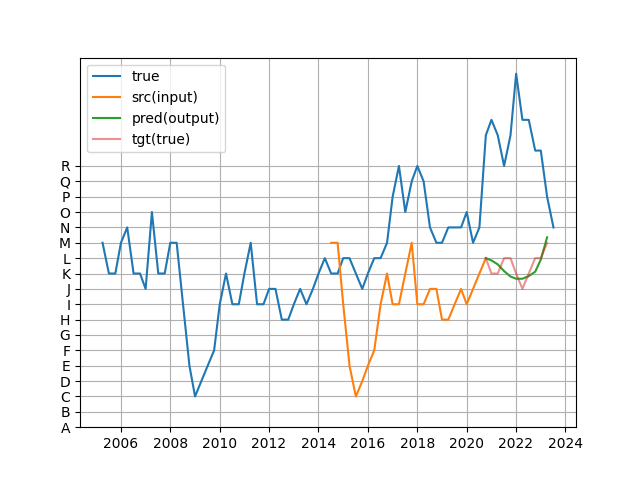 true
src(input)
pred(output)
tgt(true)
R
Q
P
O
N
M
L
K
J
I
H
G
F
E
D
C
B
A
2006 2008 2010 2012 2014 2016 2018 2020 2022 2024